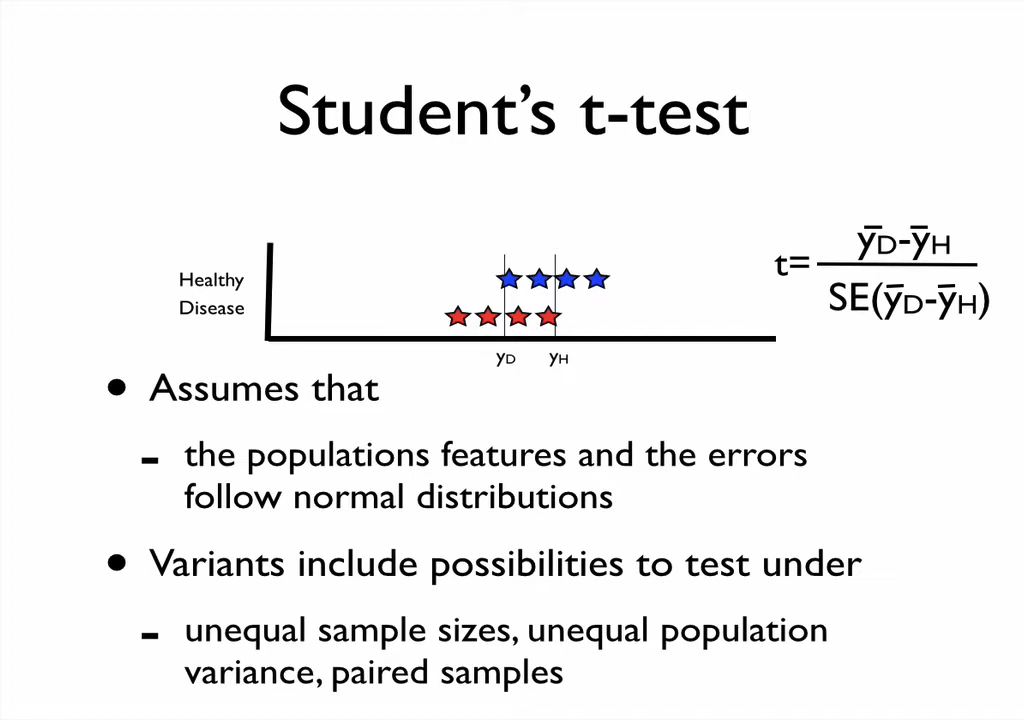 Student’s t-test
Healthy
Disease
yD yH
t=
ȳD-ȳH
SE(ȳD-ȳH)
• Assumes that
- the populations features and the errors
follow normal distributions
• Variants include possibilities to test under
- unequal sample sizes, unequal population
variance, paired samples